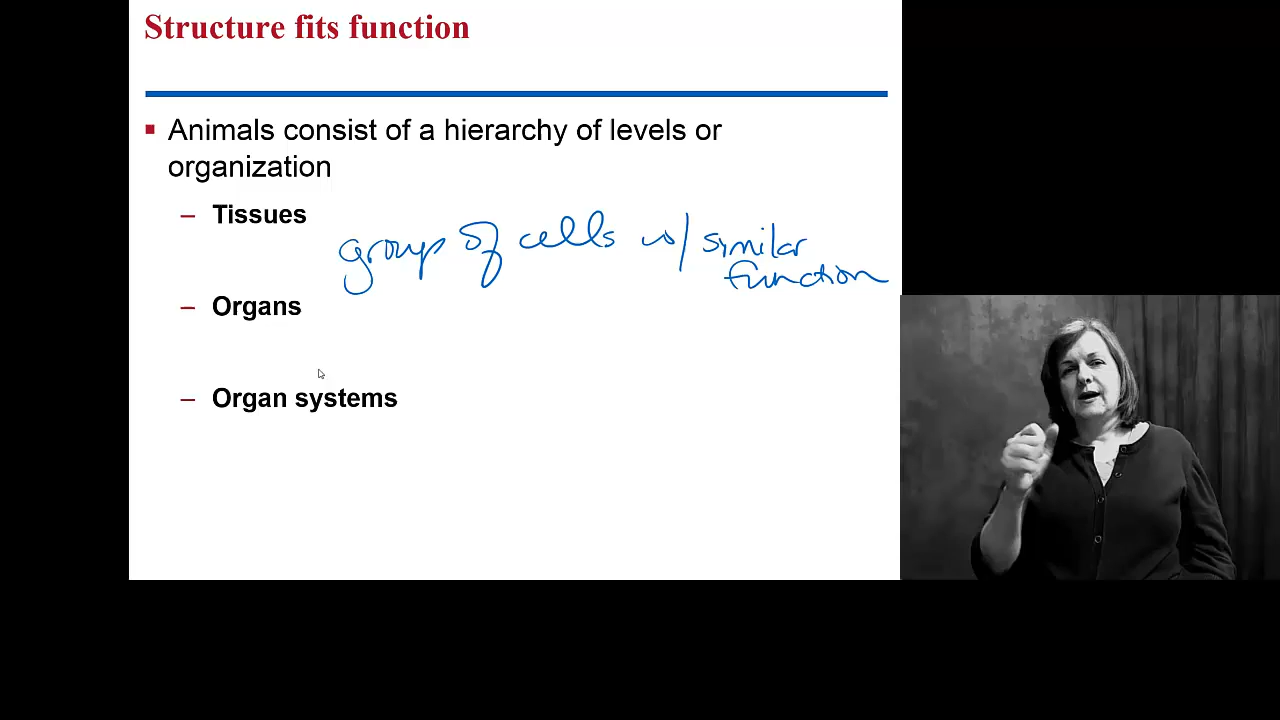 Structure fits function
▪ Animals consist of a hierarchy of levels or
organization
– Tissues
group of cells w/ similar
function
– Organs
– Organ systems